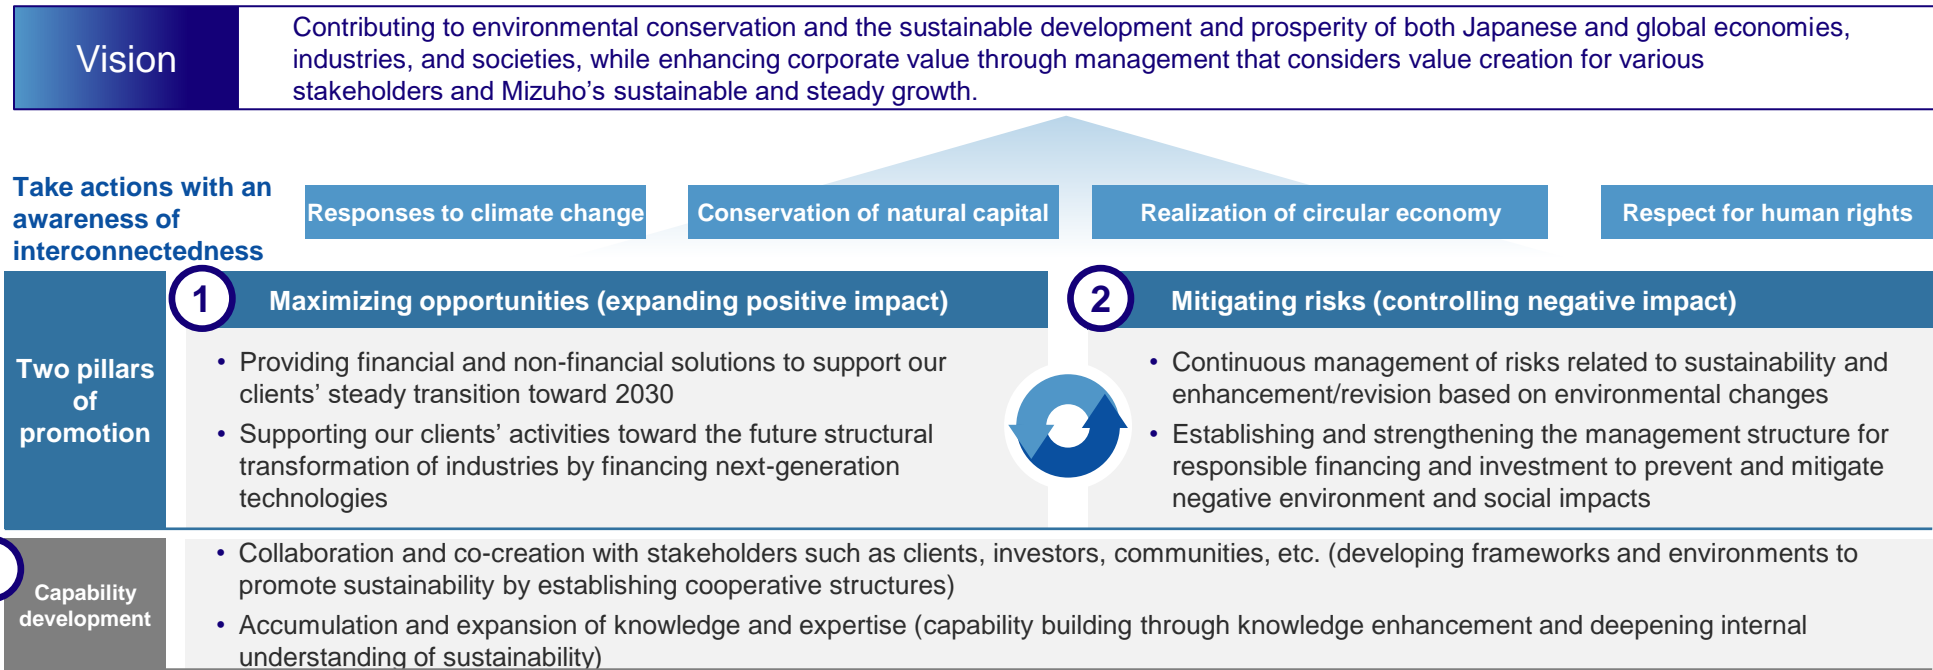 Vision
Contributing to environmental conservation and the sustainable development and prosperity of both Japanese and global economies,
industries, and societies, while enhancing corporate value through management that considers value creation for various
stakeholders and Mizuho’s sustainable and steady growth.
Take actions with an
awareness of
interconnectedness
Responses to climate change
Conservation of natural capital
Realization of circular economy
Respect for human rights
Two pillars
of
promotion
1
Maximizing opportunities (expanding positive impact)
• Providing financial and non-financial solutions to support our
clients’ steady transition toward 2030
• Supporting our clients’ activities toward the future structural
transformation of industries by financing next-generation
technologies
2
Mitigating risks (controlling negative impact)
• Continuous management of risks related to sustainability and
enhancement/revision based on environmental changes
• Establishing and strengthening the management structure for
responsible financing and investment to prevent and mitigate
negative environment and social impacts
Capability
development
• Collaboration and co-creation with stakeholders such as clients, investors, communities, etc. (developing frameworks and environments to
promote sustainability by establishing cooperative structures)
• Accumulation and expansion of knowledge and expertise (capability building through knowledge enhancement and deepening internal
understanding of sustainability)